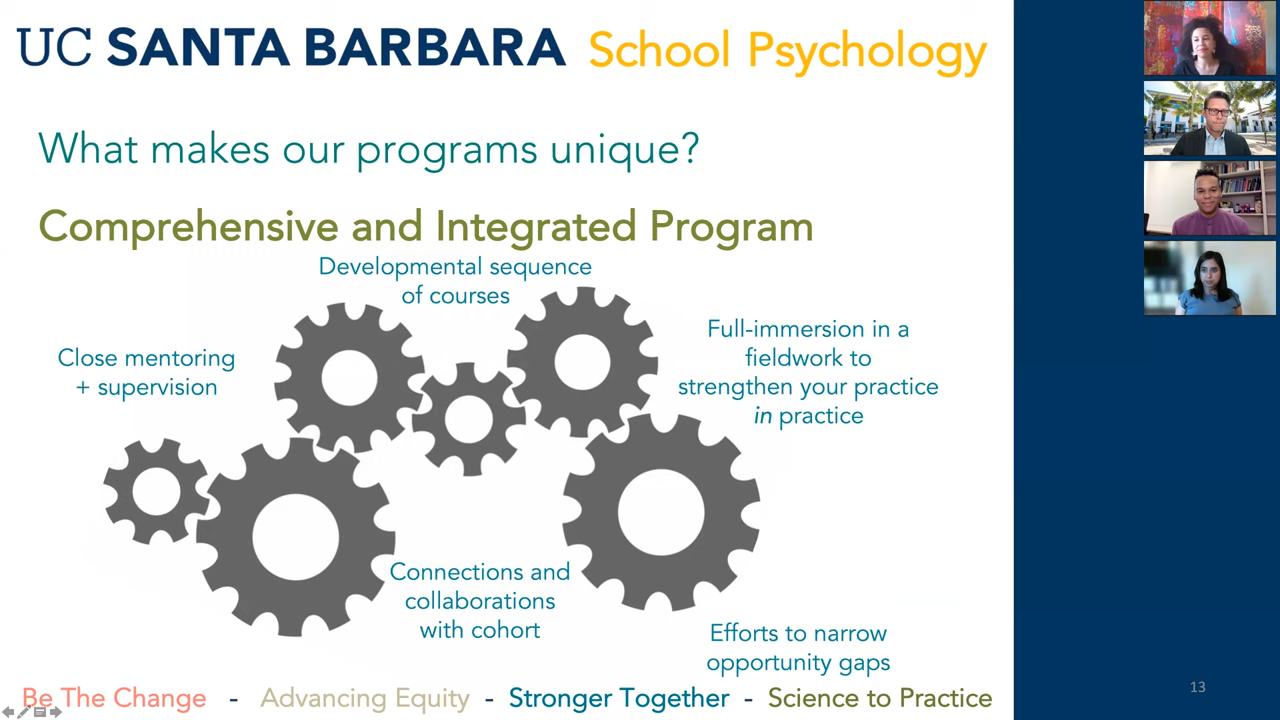 UC SANTA BARBARA School Psychology
What makes our programs unique?
Comprehensive and Integrated Program
Developmental sequence
of courses
Close mentoring
+ supervision
Full-immersion in a
fieldwork to
strengthen your practice
in practice
Connections and
collaborations
with cohort
Efforts to narrow
opportunity gaps
Be The Change - Advancing Equity - Stronger Together - Science to Practice
13